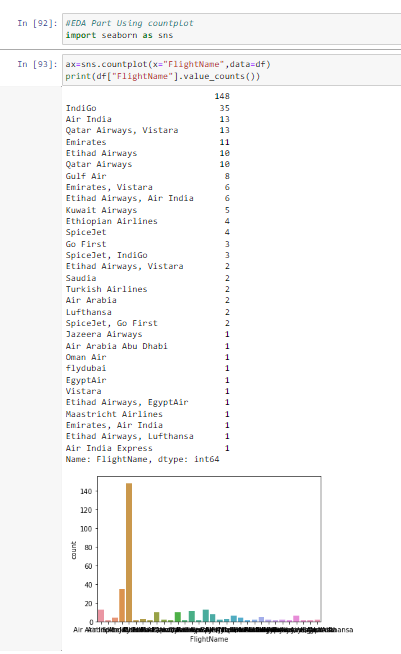 In [92]: #EDA Part Using countplot
import seaborn as sns
In [93]: ax=sns.countplot(x="FlightName",data=df)
print(df["FlightName"].value_counts())
148
IndiGo 35
Air India 13
Qatar Airways, Vistara 13
Emirates 11
Etihad Airways 10
Qatar Airways 10
Gulf Air 8
Emirates, Vistara 6
Etihad Airways, Air India 6
Kuwait Airways 5
Ethiopian Airlines 4
SpiceJet 4
Go First 3
SpiceJet, IndiGo 3
Etihad Airways, Vistara 2
Saudia 2
Turkish Airlines 2
Air Arabia 2
Lufthansa 2
SpiceJet, Go First 2
Jazeera Airways 1
Air Arabia Abu Dhabi 1
Oman Air 1
flydubai 1
EgyptAir 1
Vistara 1
Etihad Airways, EgyptAir 1
Maastricht Airlines 1
Emirates, Air India 1
Etihad Airways, Lufthansa 1
Air India Express 1
Name: FlightName, dtype: int64
140
120
100
80
60
40
20
0
count
FlightName